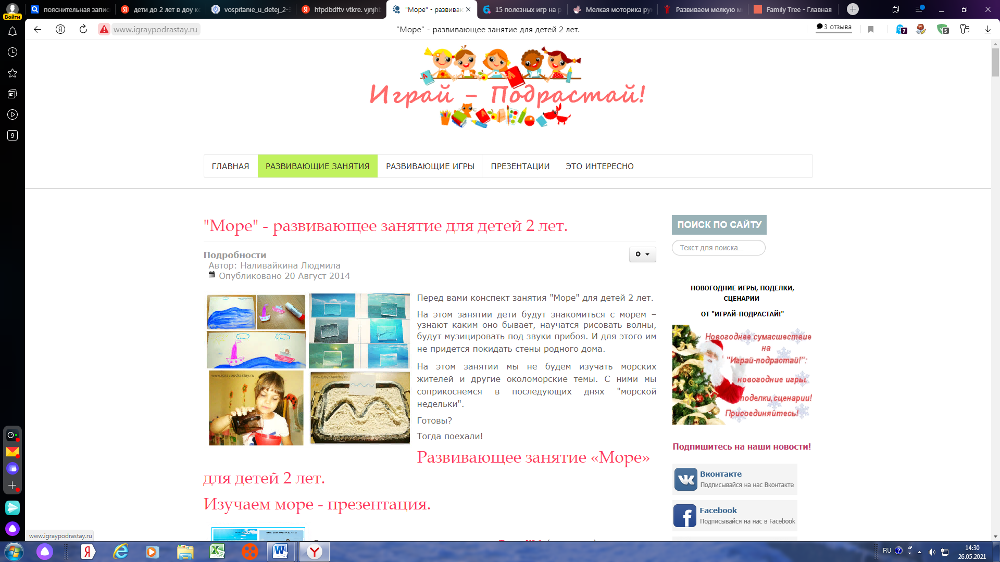 Войти
пояснительная запис
дети до 2 лет в доу ко
vospitanie_u_detej_2-3
hfpdbdftv vtkre. vjnjhb
"Море" - развиваю
15 полезных игр на р
Мелкая моторика рук
Развиваем мелкую мо
Family Tree - Главная
www.igraypodrastay.ru
"Море" - развивающее занятие для детей 2 лет.
3 отзыва
7
5
9
Играй - Подрастай!
ГЛАВНАЯ
РАЗВИВАЮЩИЕ ЗАНЯТИЯ
РАЗВИВАЮЩИЕ ИГРЫ
ПРЕЗЕНТАЦИИ
ЭТО ИНТЕРЕСНО
"Море" - развивающее занятие для детей 2 лет.
Подробности
Автор: Наливайкина Людмила
Опубликовано 20 Август 2014
www.igraypodrastay.ru
www.igraypodrastay.ru
Перед вами конспект занятия "Море" для детей 2 лет.
На этом занятии дети будут знакомиться с морем –
узнают каким оно бывает, научатся рисовать волны,
будут музицировать под звуки прибоя. И для этого им
не придется покидать стены родного дома.
На этом занятии мы не будем изучать морских
жителей и другие околоморские темы. С ними мы
соприкоснемся в последующих днях "морской
недельки".
Готовы?
Тогда поехали!
Развивающее занятие «Море»
для детей 2 лет.
Изучаем море - презентация.
ПОИСК ПО САЙТУ
Текст для поиска...
НОВОГОДНИЕ ИГРЫ, ПОДЕЛКИ,
СЦЕНАРИИ
ОТ "ИГРАЙ-ПОДРАСТАЙ!"
Новогоднее сумасшествие
на
"Играй-подрастай!":
новогодние игры,
поделки,сценарии!
Присоединяйтесь!
Подпишитесь на наши новости!
Вконтакте
Подписывайся на нас Вконтакте
Facebook
Подписывайся на нас в Facebook
www.igraypodrastay.ru
RU
14:30
26.05.2021